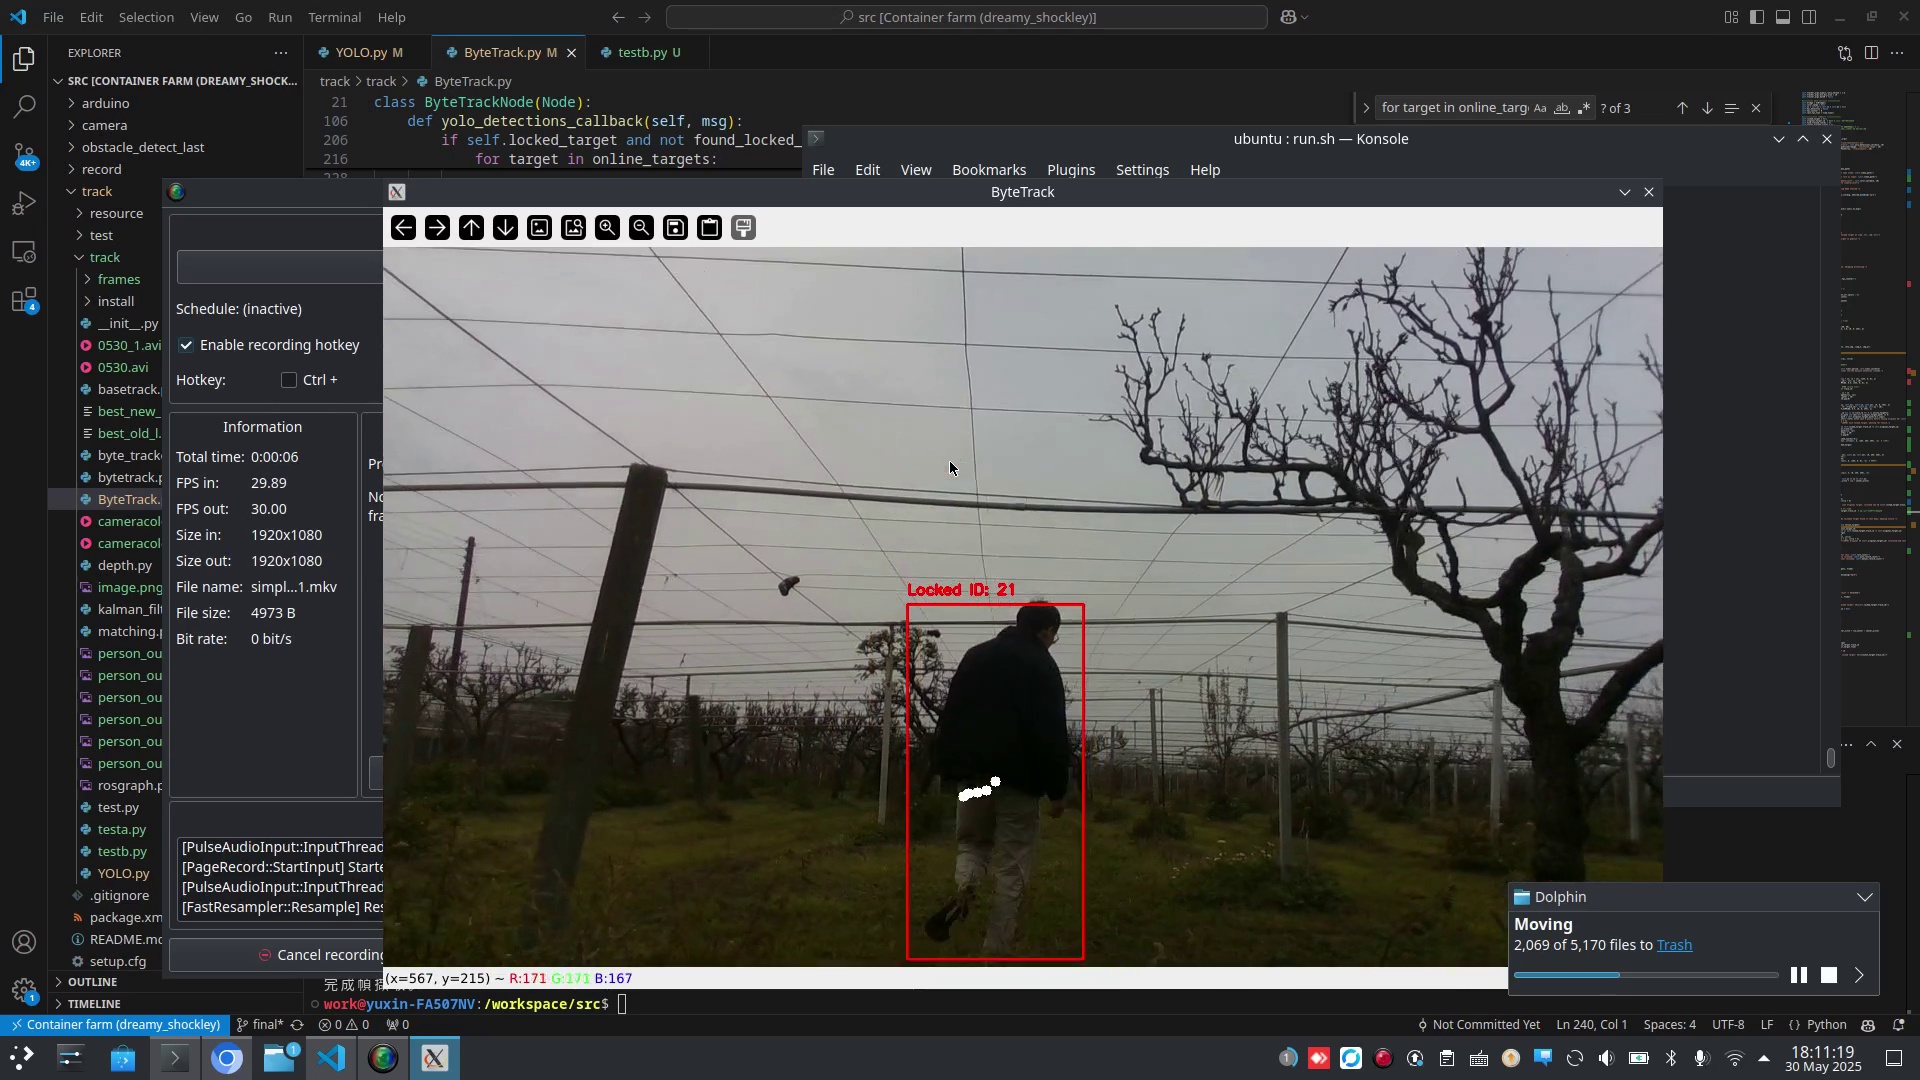 File Edit Selection View Go Run Terminal Help
src [Container farm (dreamy_shockley)]
EXPLORER
SRC [CONTAINER FARM (DREAMY_SHOCK...
arduino
camera
obstacle_detect_last
record
track
resource
test
track
frames
install
__init__.py
0530_1.avi
0530.avi
basetrack.
best_new_
best_old_l.
byte_tracke
bytetrack.p
ByteTrack.
cameracol
cameracol
depth.py
image.png
kalman_filt
matching.p
person_ou
person_ou
person_ou
person_ou
person_ou
person_ou
rosgraph.p
test.py
testa.py
testb.py
YOLO.py
.gitignore
package.xm
README.md
setup.cfg
OUTLINE
TIMELINE
4K+
4
1
YOLO.py M
ByteTrack.py M
testb.py U
track > track > ByteTrack.py
21 class ByteTrackNode(Node):
106 def yolo_detections_callback(self, msg):
206 if self.locked_target and not found_locked_
216 for target in online_targets:
for target in online_targ
Aa ab .*
? of 3
ubuntu : run.sh — Konsole
File Edit View Bookmarks Plugins Settings Help
ByteTrack
Schedule: (inactive)
Enable recording hotkey
Hotkey: Ctrl +
Information
Total time: 0:00:06
FPS in: 29.89
FPS out: 30.00
Size in: 1920x1080
Size out: 1920x1080
File name: simpl...1.mkv
File size: 4973 B
Bit rate: 0 bit/s
Pr
No
fra
[PulseAudioInput::InputThread
[PageRecord::StartInput] Starte
[PulseAudioInput::InputThread
[FastResampler::Resample] Res
Cancel recording
Locked ID: 21
(x=567, y=215) ~ R:171 G:171 B:167
work@yuxin-FA507NV:/workspace/src$
Dolphin
Moving
2,069 of 5,170 files to Trash
Container farm (dreamy_shockley)
final*
0 0
0
Not Committed Yet
Ln 240, Col 1
Spaces: 4
UTF-8
LF
{} Python
1
1
18:11:19
30 May 2025